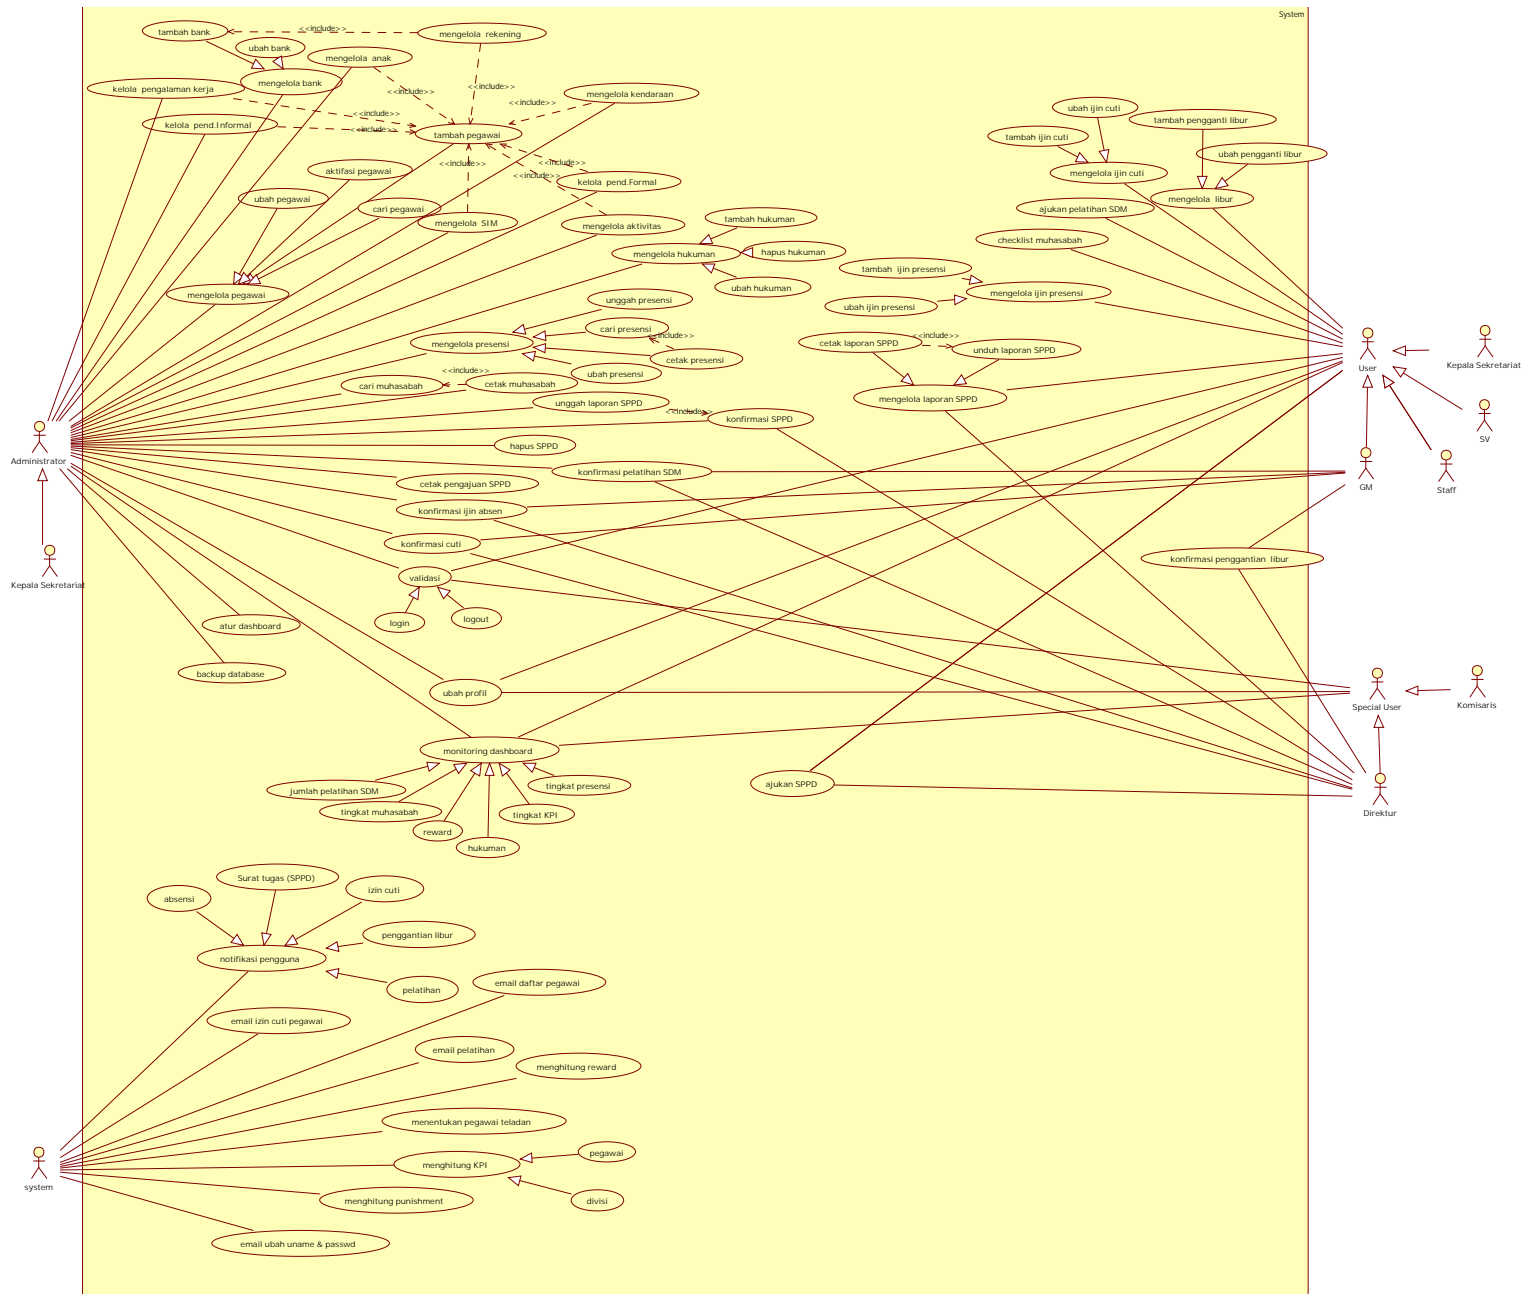 System
tambah bank
<<include>>
mengelola  rekening
ubah bank
mengelola  anak
mengelola bank
kelola  pengalaman kerja
<<include>>
<<include>>
mengelola kendaraan
<<include>>
<<include>>
kelola  pend.Informal
<<include>>
tambah pegawai
<<include>>
<<include>>
<<include>>
aktifasi pegawai
kelola  pend.Formal
ubah pegawai
cari pegawai
mengelola  SIM
mengelola aktivitas
mengelola pegawai
ubah ijin cuti
tambah pengganti libur
tambah ijin cuti
ubah pengganti libur
mengelola ijin cuti
mengelola  libur
ajukan pelatihan SDM
checklist muhasabah
tambah hukuman
mengelola hukuman
hapus hukuman
ubah hukuman
tambah  ijin presensi
mengelola ijin presensi
ubah ijin presensi
unggah presensi
cari presensi
<<include>>
mengelola presensi
cetak presensi
ubah presensi
cetak laporan SPPD
<<include>>
unduh laporan SPPD
mengelola laporan SPPD
User
Kepala Sekretariat
SV
GM
Staff
<<include>>
cari muhasabah
cetak muhasabah
unggah laporan SPPD
<<include>>
konfirmasi SPPD
Administrator
hapus SPPD
konfirmasi pelatihan SDM
cetak pengajuan SPPD
konfirmasi ijin absen
konfirmasi cuti
konfirmasi penggantian  libur
validasi
Kepala Sekretariat
login
logout
atur dashboard
backup database
ubah profil
Special User
Komisaris
monitoring dashboard
jumlah pelatihan SDM
tingkat presensi
ajukan SPPD
tingkat muhasabah
tingkat KPI
Direktur
reward
hukuman
Surat tugas (SPPD)
izin cuti
absensi
penggantian libur
notifikasi pengguna
pelatihan
email daftar pegawai
email izin cuti pegawai
email pelatihan
menghitung reward
menentukan pegawai teladan
pegawai
menghitung KPI
system
menghitung punishment
divisi
email ubah uname & passwd